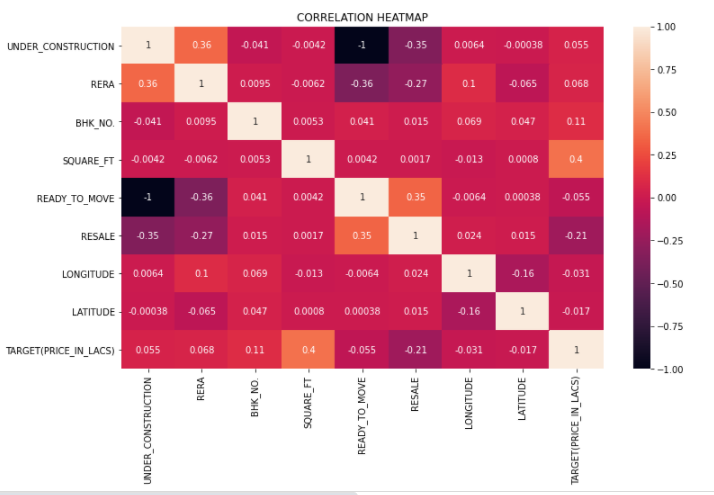 CORRELATION HEATMAP
UNDER_CONSTRUCTION 1 0.36 -0.041 -0.0042 -1 -0.35 0.0064 -0.00038 0.055
RERA 0.36 1 0.0095 -0.0062 -0.36 -0.27 0.1 -0.065 0.068
BHK_NO. -0.041 0.0095 1 0.0053 0.041 0.015 0.069 0.047 0.11
SQUARE_FT -0.0042 -0.0062 0.0053 1 0.0042 0.0017 -0.013 0.0008 0.4
READY_TO_MOVE -1 -0.36 0.041 0.0042 1 0.35 -0.0064 0.00038 -0.055
RESALE -0.35 -0.27 0.015 0.0017 0.35 1 0.024 0.015 -0.21
LONGITUDE 0.0064 0.1 0.069 -0.013 -0.0064 0.024 1 -0.16 -0.031
LATITUDE -0.00038 -0.065 0.047 0.0008 0.00038 0.015 -0.16 1 -0.017
TARGET(PRICE_IN_LACS) 0.055 0.068 0.11 0.4 -0.055 -0.21 -0.031 -0.017 1
UNDER_CONSTRUCTION
RERA
BHK_NO.
SQUARE_FT
READY_TO_MOVE
RESALE
LONGITUDE
LATITUDE
TARGET(PRICE_IN_LACS)
1.00
0.75
0.50
0.25
0.00
−0.25
−0.50
−0.75
−1.00